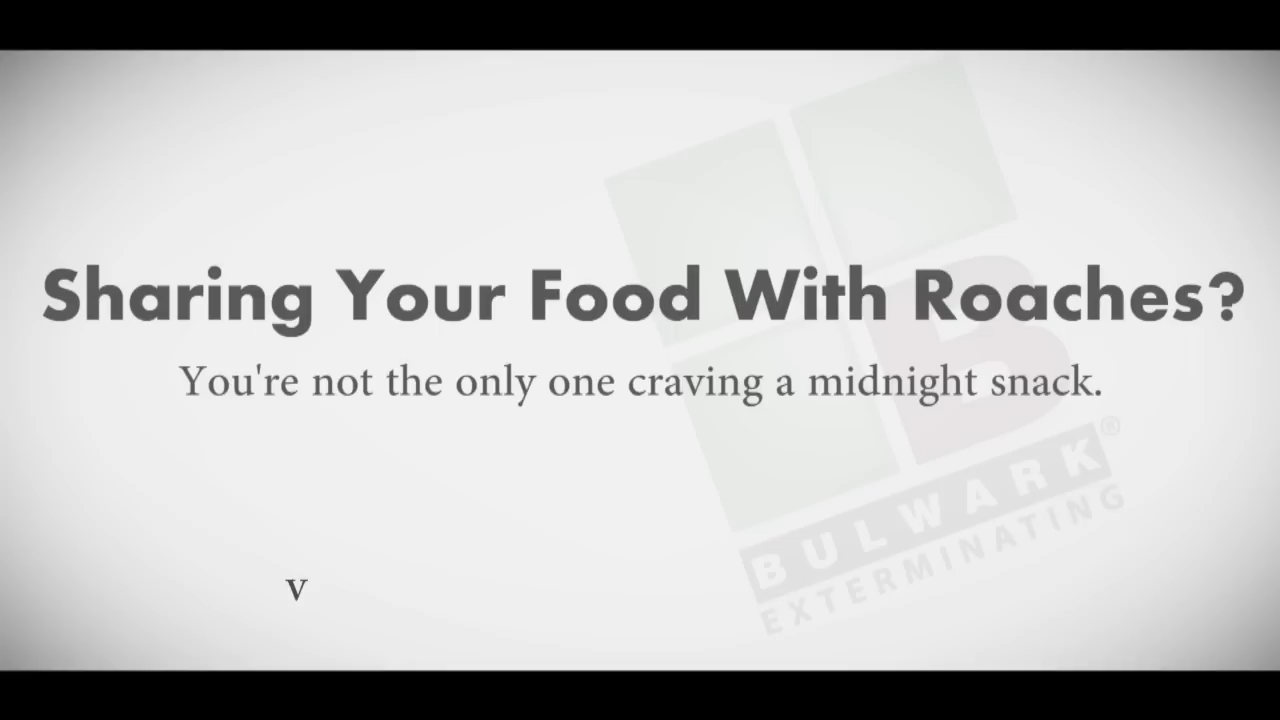 Sharing Your Food With Roaches?
You're not the only one craving a midnight snack.
B
BULWARK®
EXTERMINATING
v